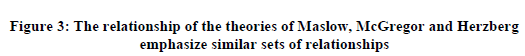 Figure 3: The relationship of the theories of Maslow, McGregor and Herzberg
emphasize similar sets of relationships